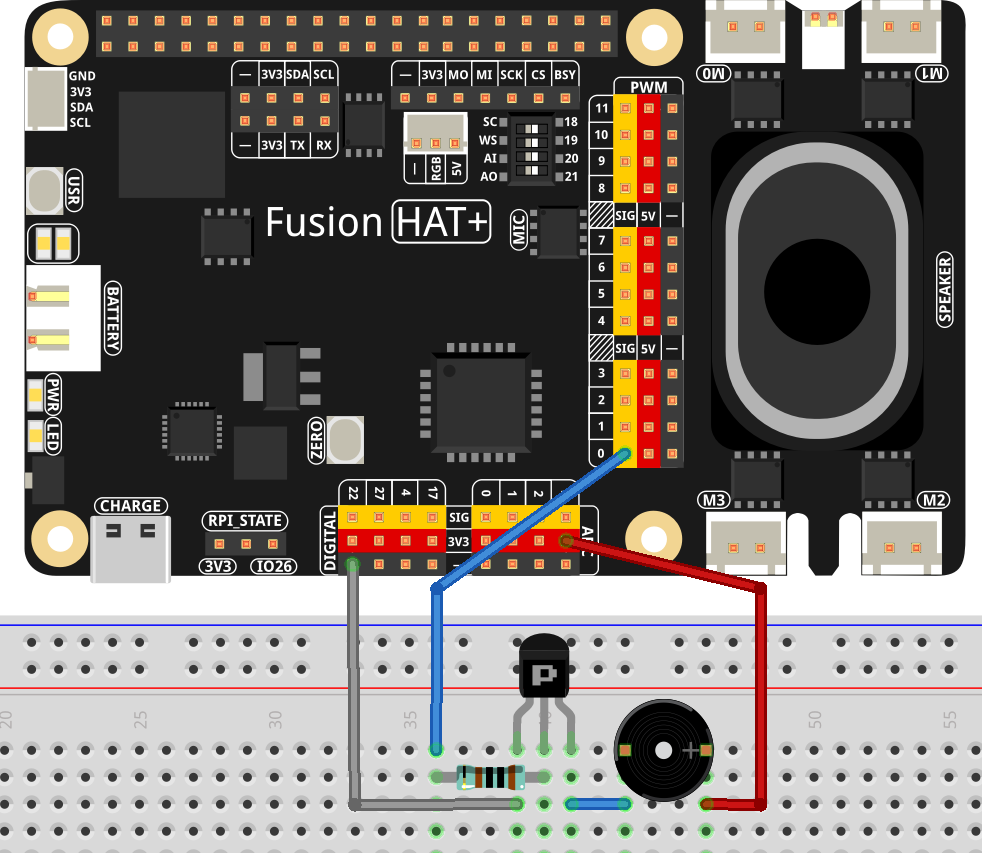 GND
3V3
SDA
SCL
— 3V3 SDA SCL
— 3V3 TX RX
— 3V3 MO MI SCK CS BSY
— RGB 5V
SC 18
WS 19
AI 20
AO 21
PWM
11
10
9
8
SIG 5V —
7
6
5
4
SIG 5V —
3
2
1
0
M0
M1
USR
Fusion HAT+
MIC
BATTERY
SPEAKER
PWR
LED
ZERO
CHARGE
RPI_STATE
3V3 IO26
DIGITAL
22 27 4 17
SIG
3V3
0 1 2
M3
M2
P
+
20 25 30 35 50 55